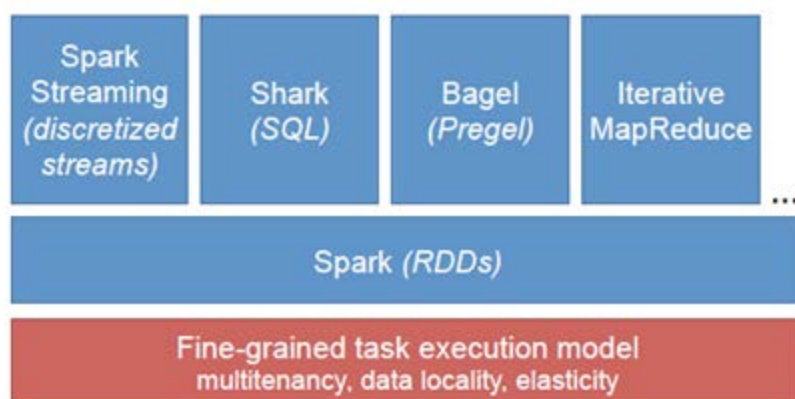 Spark
Streaming
(discretized
streams)
Shark
(SQL)
Bagel
(Pregel)
Iterative
MapReduce
...
Spark (RDDs)
Fine-grained task execution model
multitenancy, data locality, elasticity